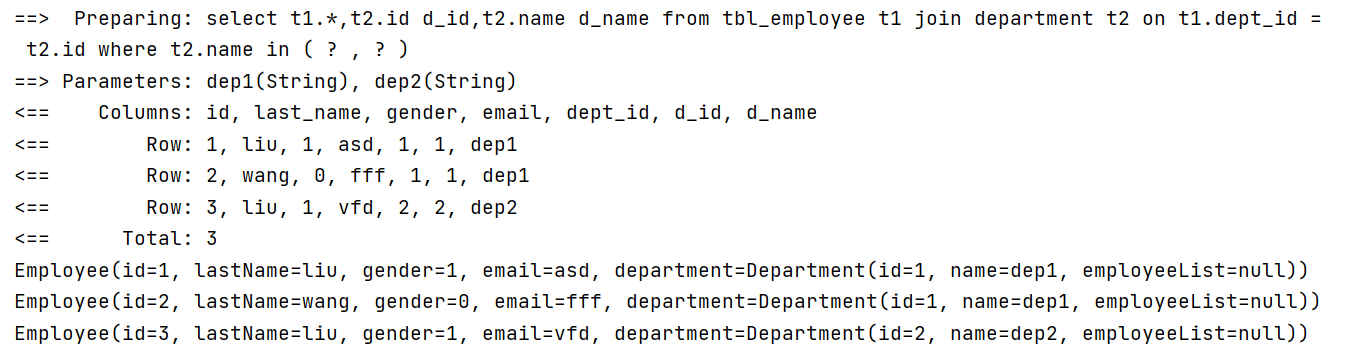 ==>  Preparing: select t1.*,t2.id d_id,t2.name d_name from tbl_employee t1 join department t2 on t1.dept_id =
 t2.id where t2.name in ( ? , ? )
==> Parameters: dep1(String), dep2(String)
<==    Columns: id, last_name, gender, email, dept_id, d_id, d_name
<==        Row: 1, liu, 1, asd, 1, 1, dep1
<==        Row: 2, wang, 0, fff, 1, 1, dep1
<==        Row: 3, liu, 1, vfd, 2, 2, dep2
<==      Total: 3
Employee(id=1, lastName=liu, gender=1, email=asd, department=Department(id=1, name=dep1, employeeList=null))
Employee(id=2, lastName=wang, gender=0, email=fff, department=Department(id=1, name=dep1, employeeList=null))
Employee(id=3, lastName=liu, gender=1, email=vfd, department=Department(id=2, name=dep2, employeeList=null))